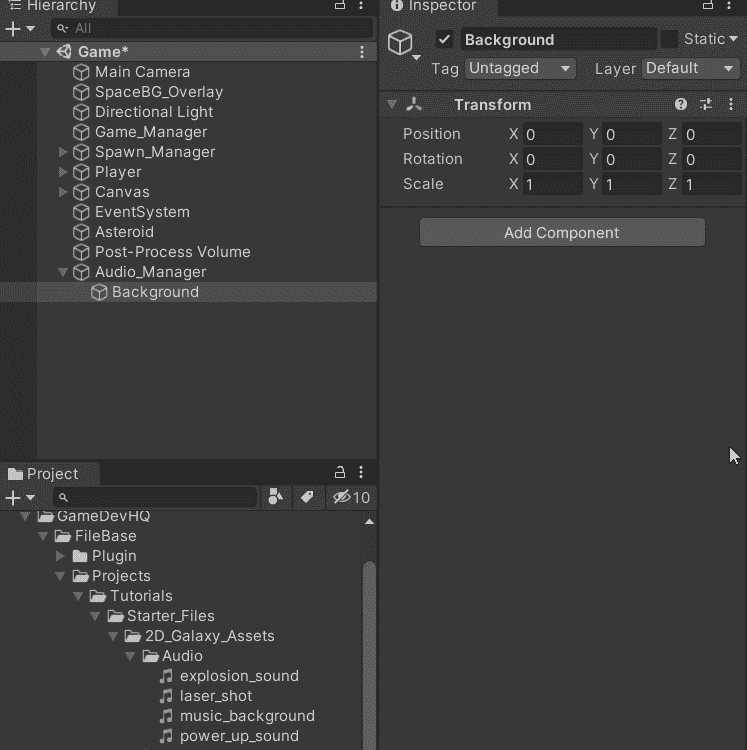 Hierarchy
All
Game*
Main Camera
SpaceBG_Overlay
Directional Light
Game_Manager
Spawn_Manager
Player
Canvas
EventSystem
Asteroid
Post-Process Volume
Audio_Manager
Background
Project
10
GameDevHQ
FileBase
Plugin
Projects
Tutorials
Starter_Files
2D_Galaxy_Assets
Audio
explosion_sound
laser_shot
music_background
power_up_sound
Inspector
Background Static
Tag Untagged Layer Default
Transform
Position X 0 Y 0 Z 0
Rotation X 0 Y 0 Z 0
Scale X 1 Y 1 Z 1
Add Component